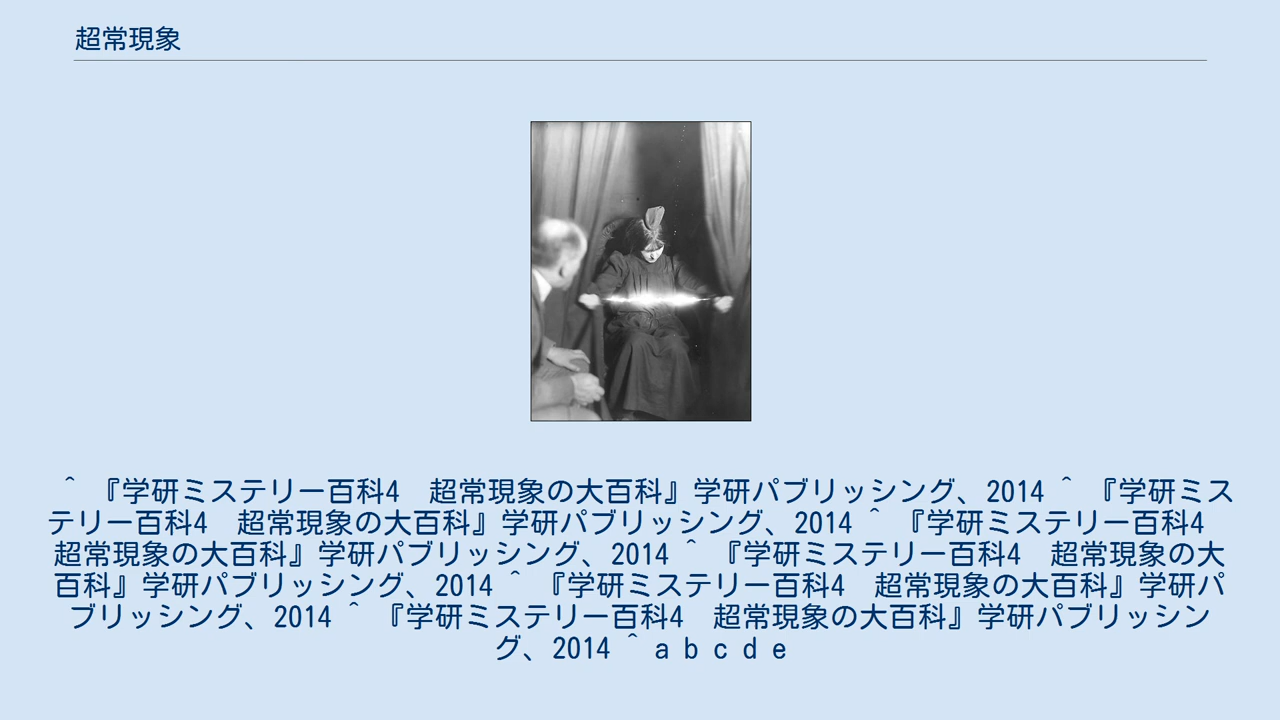 超常現象
^ 『学研ミステリー百科4　超常現象の大百科』学研パブリッシング、2014 ^ 『学研ミス
テリー百科4　超常現象の大百科』学研パブリッシング、2014 ^ 『学研ミステリー百科4
超常現象の大百科』学研パブリッシング、2014 ^ 『学研ミステリー百科4　超常現象の大
百科』学研パブリッシング、2014 ^ 『学研ミステリー百科4　超常現象の大百科』学研パ
ブリッシング、2014 ^ 『学研ミステリー百科4　超常現象の大百科』学研パブリッシン
グ、2014 ^ a b c d e